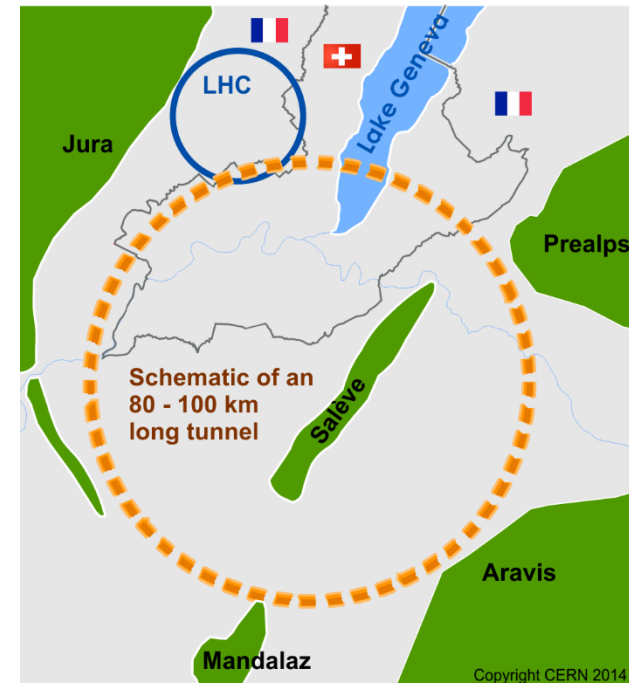 LHC
Lake Geneva
Jura
Prealps
Schematic of an
80 - 100 km
long tunnel
Salève
Aravis
Mandalaz
Copyright CERN 2014